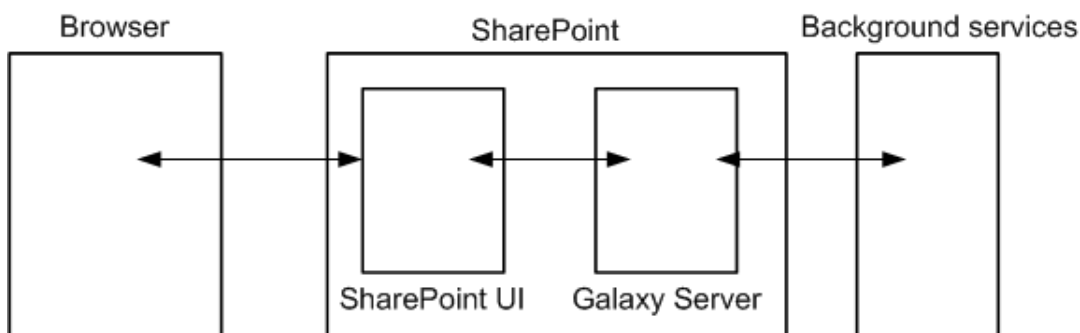 Browser
SharePoint
Background services
SharePoint UI
Galaxy Server